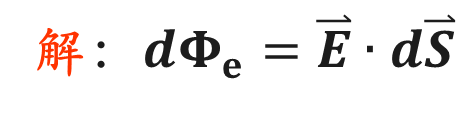 解： dΦₑ = E⃗ · dS⃗